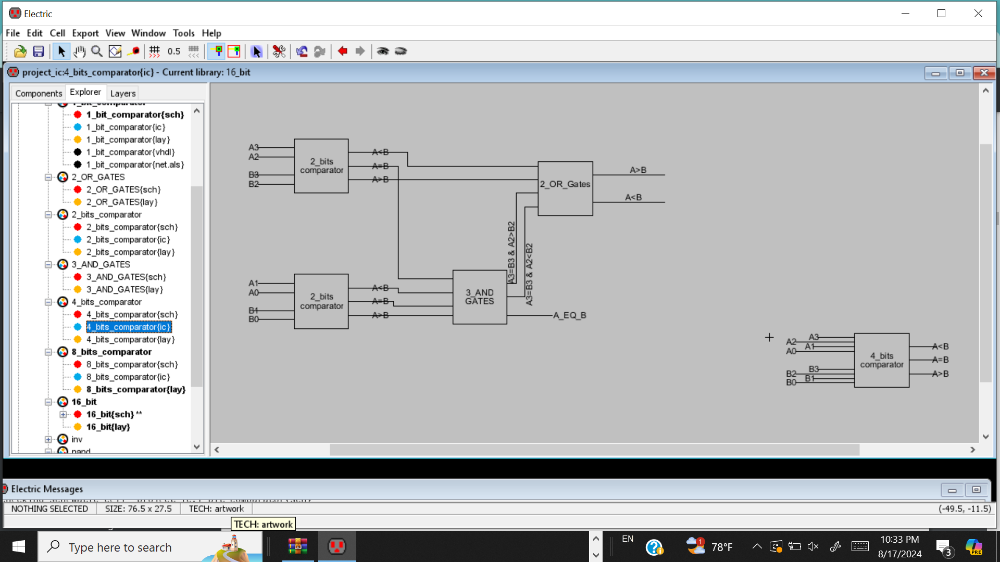 Electric
File Edit Cell Export View Window Tools Help
0.5
project_ic:4_bits_comparator{ic} - Current library: 16_bit
Components Explorer Layers
1_bit_comparator
1_bit_comparator{sch}
1_bit_comparator{ic}
1_bit_comparator{lay}
1_bit_comparator{vhdl}
1_bit_comparator{net.als}
2_OR_GATES
2_OR_GATES{sch}
2_OR_GATES{lay}
2_bits_comparator
2_bits_comparator{sch}
2_bits_comparator{ic}
2_bits_comparator{lay}
3_AND_GATES
3_AND_GATES{sch}
3_AND_GATES{lay}
4_bits_comparator
4_bits_comparator{sch}
4_bits_comparator{ic}
4_bits_comparator{lay}
8_bits_comparator
8_bits_comparator{sch}
8_bits_comparator{ic}
8_bits_comparator{lay}
16_bit
16_bit{sch} **
16_bit{lay}
inv
nand
A3
A2
B3
B2
2_bits
comparator
A<B
A=B
A>B
2_OR_Gates
A>B
A<B
A3=B3 & A2>B2
A3=B3 & A2<B2
A1
A0
B1
B0
2_bits
comparator
A<B
A=B
A>B
3_AND
GATES
A_EQ_B
A3
A2
A1
A0
B3
B2
B1
B0
4_bits
comparator
A<B
A=B
A>B
Electric Messages
NOTHING SELECTED SIZE: 76.5 x 27.5 TECH: artwork (-49.5, -11.5)
TECH: artwork
Type here to search
EN
1
78°F
10:33 PM
8/17/2024
3
PRE